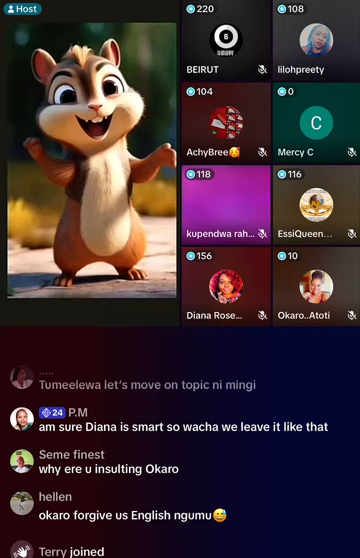 Host
220
BEIRUT
108
lilohpreety
104
AchyBree🥰
0
C
Mercy C
118
kupendwa rah...
116
EssiQueen...
156
Diana Rose...
10
Okaro..Atoti
.....
Tumeelewa let's move on topic ni mingi
24 P.M
am sure Diana is smart so wacha we leave it like that
Seme finest
why ere u insulting Okaro
hellen
okaro forgive us English ngumu😅
Terry joined